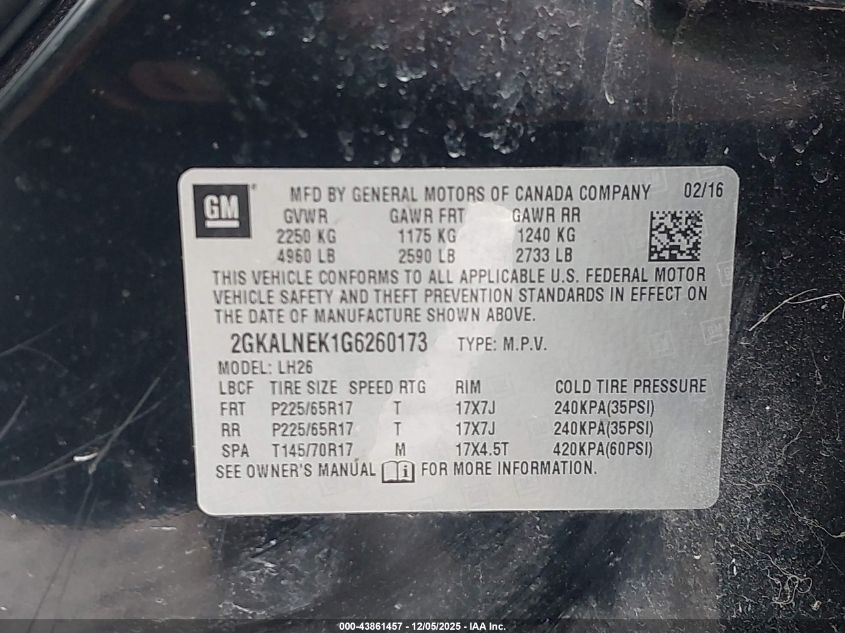 GM
MFD BY GENERAL MOTORS OF CANADA COMPANY 02/16
GVWR GAWR FRT GAWR RR
2250 KG 1175 KG 1240 KG
4960 LB 2590 LB 2733 LB
THIS VEHICLE CONFORMS TO ALL APPLICABLE U.S. FEDERAL MOTOR
VEHICLE SAFETY AND THEFT PREVENTION STANDARDS IN EFFECT ON
THE DATE OF MANUFACTURE SHOWN ABOVE.
2GKALNEK1G6260173 TYPE: M.P.V.
MODEL: LH26
LBCF TIRE SIZE SPEED RTG RIM COLD TIRE PRESSURE
FRT P225/65R17 T 17X7J 240KPA(35PSI)
RR P225/65R17 T 17X7J 240KPA(35PSI)
SPA T145/70R17 M 17X4.5T 420KPA(60PSI)
SEE OWNER'S MANUAL FOR MORE INFORMATION.
000-43861457 - 12/05/2025 - IAA Inc.